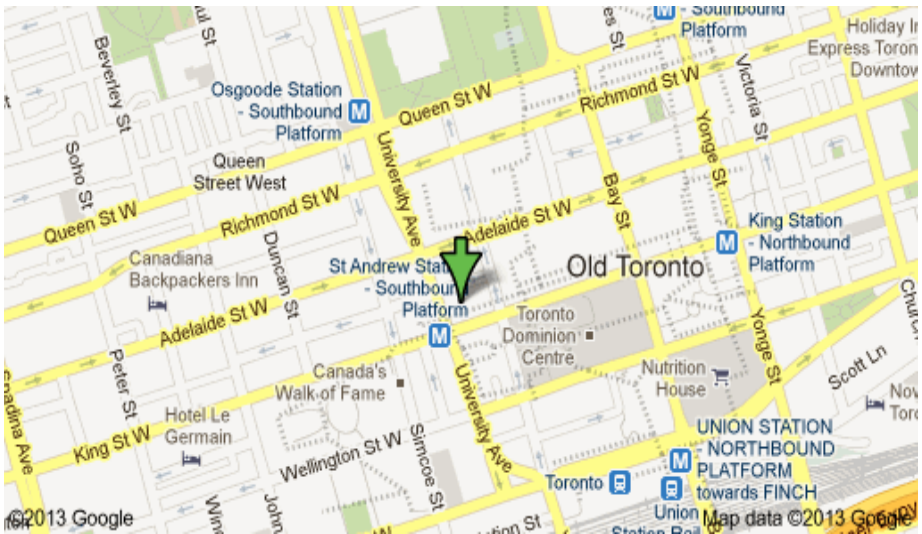 Southbound
Platform
Holiday
Express
Beverley St
Osgoode Station
- Southbound
Platform
Queen St W
Richmond St W
Victoria St
Yonge St
Soho St
Queen
Street West
University Ave
Bay St
Queen St W
Richmond St W
Adelaide St W
King Station
- Northbound
Platform
Canadiana
Backpackers Inn
Duncan St
St Andrew
- Southbound
Platform
Old Toronto
Adelaide St W
Toronto
Dominion
Centre
Yonge St
Peter St
Canada's
Walk of Fame
University Ave
Nutrition
House
Scott Ln
Spadina Ave
Hotel Le
Germain
King St W
Wellington St W
Simcoe St
UNION STATION
- NORTHBOUND
PLATFORM
towards FINCH
Toronto
Union
©2013 Google
Map data ©2013 Google